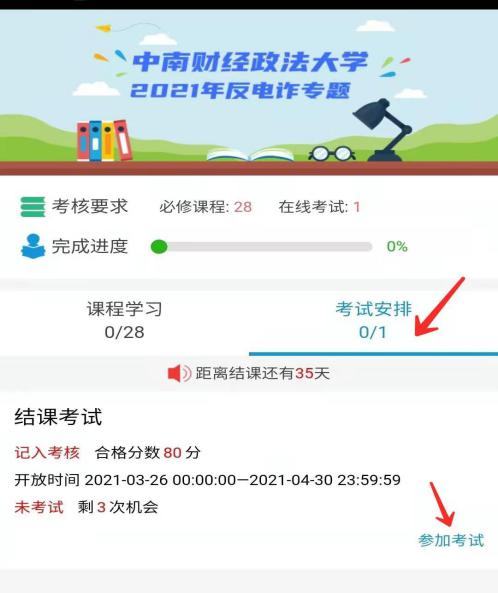 中南财经政法大学
2021年反电诈专题
考核要求 必修课程: 28 在线考试: 1
完成进度 0%
课程学习 考试安排
0/28 0/1
距离结课还有35天
结课考试
记入考核 合格分数 80 分
开放时间 2021-03-26 00:00:00—2021-04-30 23:59:59
未考试 剩 3 次机会
参加考试